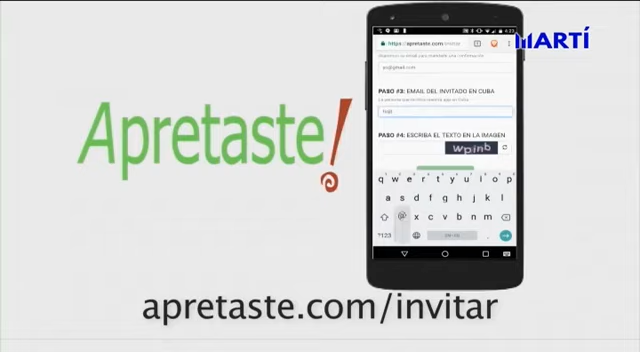 MARTÍ
Apretaste!
https://apretaste.com/invitar
PASO #3: EMAIL DEL INVITADO EN CUBA
PASO #4: ESCRIBA EL TEXTO EN LA IMAGEN
wpinb
q w e r t y u i o p
a s d f g h j k l
@ x c v b n m
?123
apretaste.com/invitar